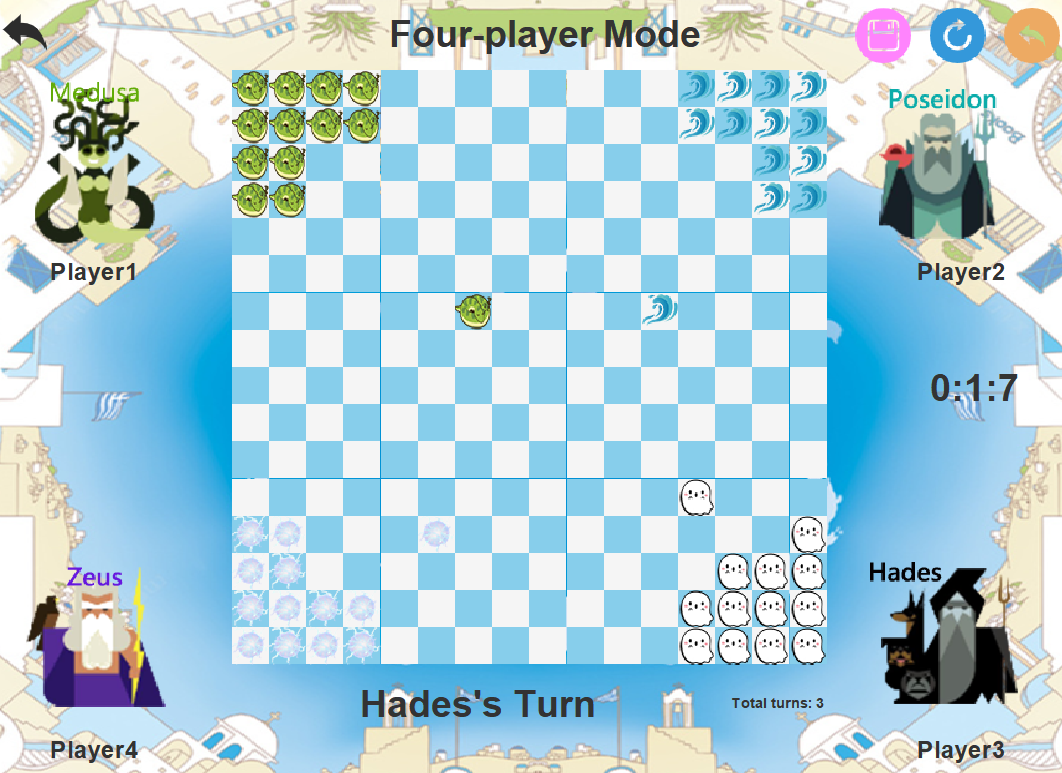 Four-player Mode
Medusa
Poseidon
Player1
Player2
0:1:7
Zeus
Hades
Hades's Turn
Total turns: 3
Player4
Player3